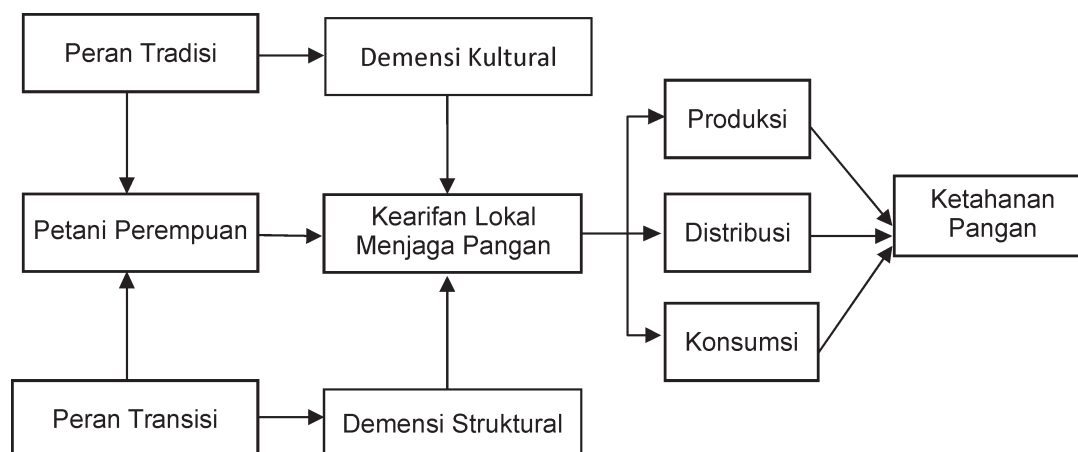 Peran Tradisi
Demensi Kultural
Produksi
Petani Perempuan
Kearifan Lokal
Menjaga Pangan
Distribusi
Ketahanan
Pangan
Konsumsi
Peran Transisi
Demensi Struktural